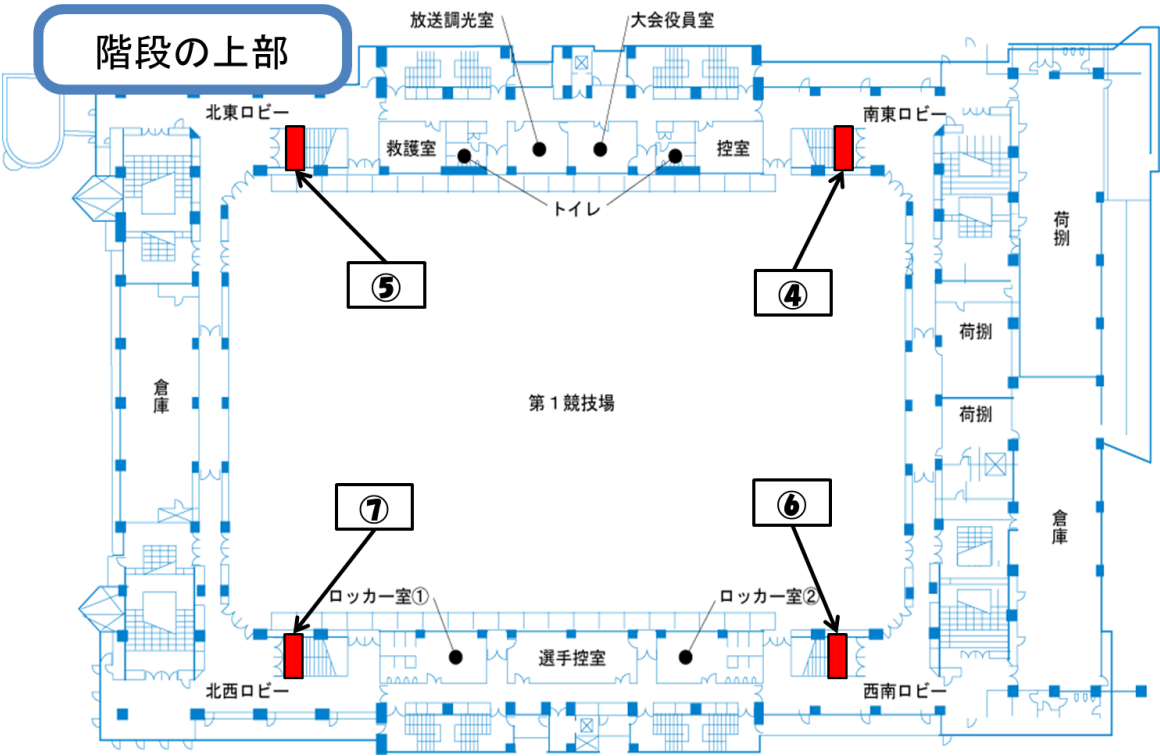 階段の上部
放送調光室
大会役員室
北東ロビー
南東ロビー
救護室
控室
トイレ
荷捌
⑤
④
荷捌
倉庫
第１競技場
荷捌
⑦
⑥
倉庫
ロッカー室①
ロッカー室②
選手控室
北西ロビー
西南ロビー